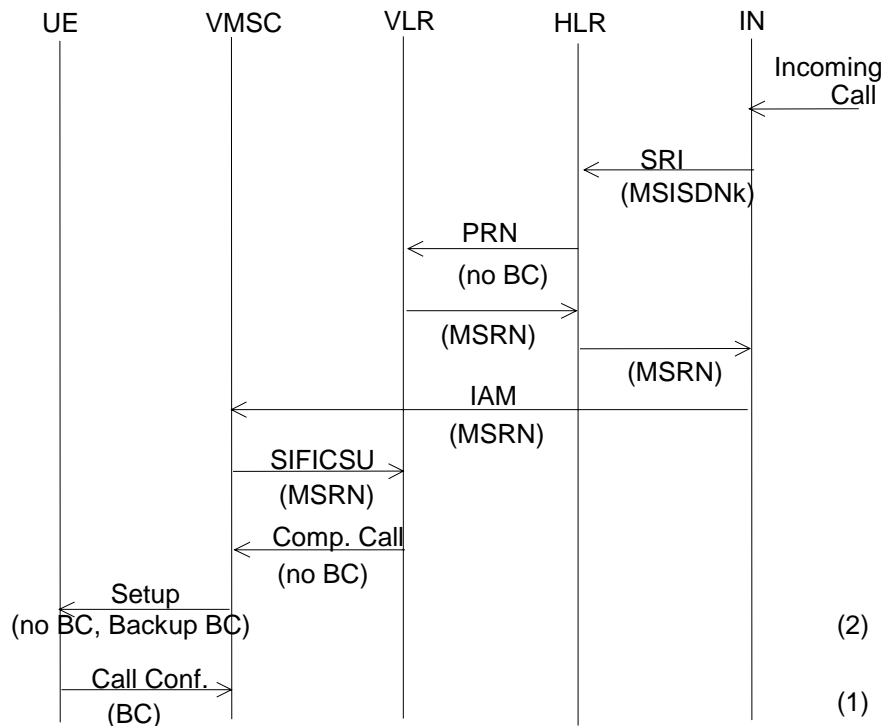 UE VMSC VLR HLR IN
Incoming
Call
SRI
(MSISDNk)
PRN
(no BC)
(MSRN)
(MSRN)
IAM
(MSRN)
SIFICSU
(MSRN)
Comp. Call
(no BC)
Setup
(no BC, Backup BC) (2)
Call Conf.
(BC) (1)